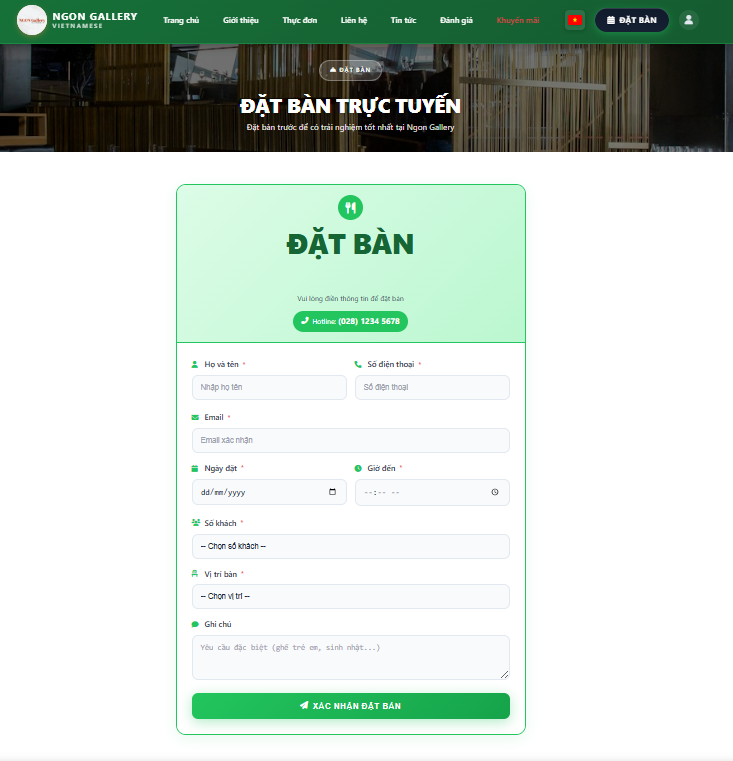 NGON GALLERY
VIETNAMESE
Trang chủ Giới thiệu Thực đơn Liên hệ Tin tức Đánh giá Khuyến mãi ĐẶT BÀN
ĐẶT BÀN
ĐẶT BÀN TRỰC TUYẾN
Đặt bàn trước để có trải nghiệm tốt nhất tại Ngon Gallery
ĐẶT BÀN
Vui lòng điền thông tin để đặt bàn
Hotline: (028) 1234 5678
Họ và tên * Số điện thoại *
Nhập họ tên Số điện thoại
Email *
Email xác nhận
Ngày đặt * Giờ đến *
dd/mm/yyyy --:-- --
Số khách *
-- Chọn số khách --
Vị trí bàn *
-- Chọn vị trí --
Ghi chú
Yêu cầu đặc biệt (ghế trẻ em, sinh nhật...)
XÁC NHẬN ĐẶT BÀN